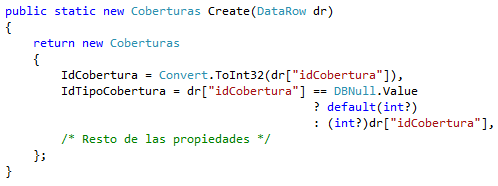 public static new Coberturas Create(DataRow dr)
{
return new Coberturas
{
IdCobertura = Convert.ToInt32(dr["idCobertura"]),
IdTipoCobertura = dr["idCobertura"] == DBNull.Value
? default(int?)
: (int?)dr["idCobertura"],
/* Resto de las propiedades */
};
}